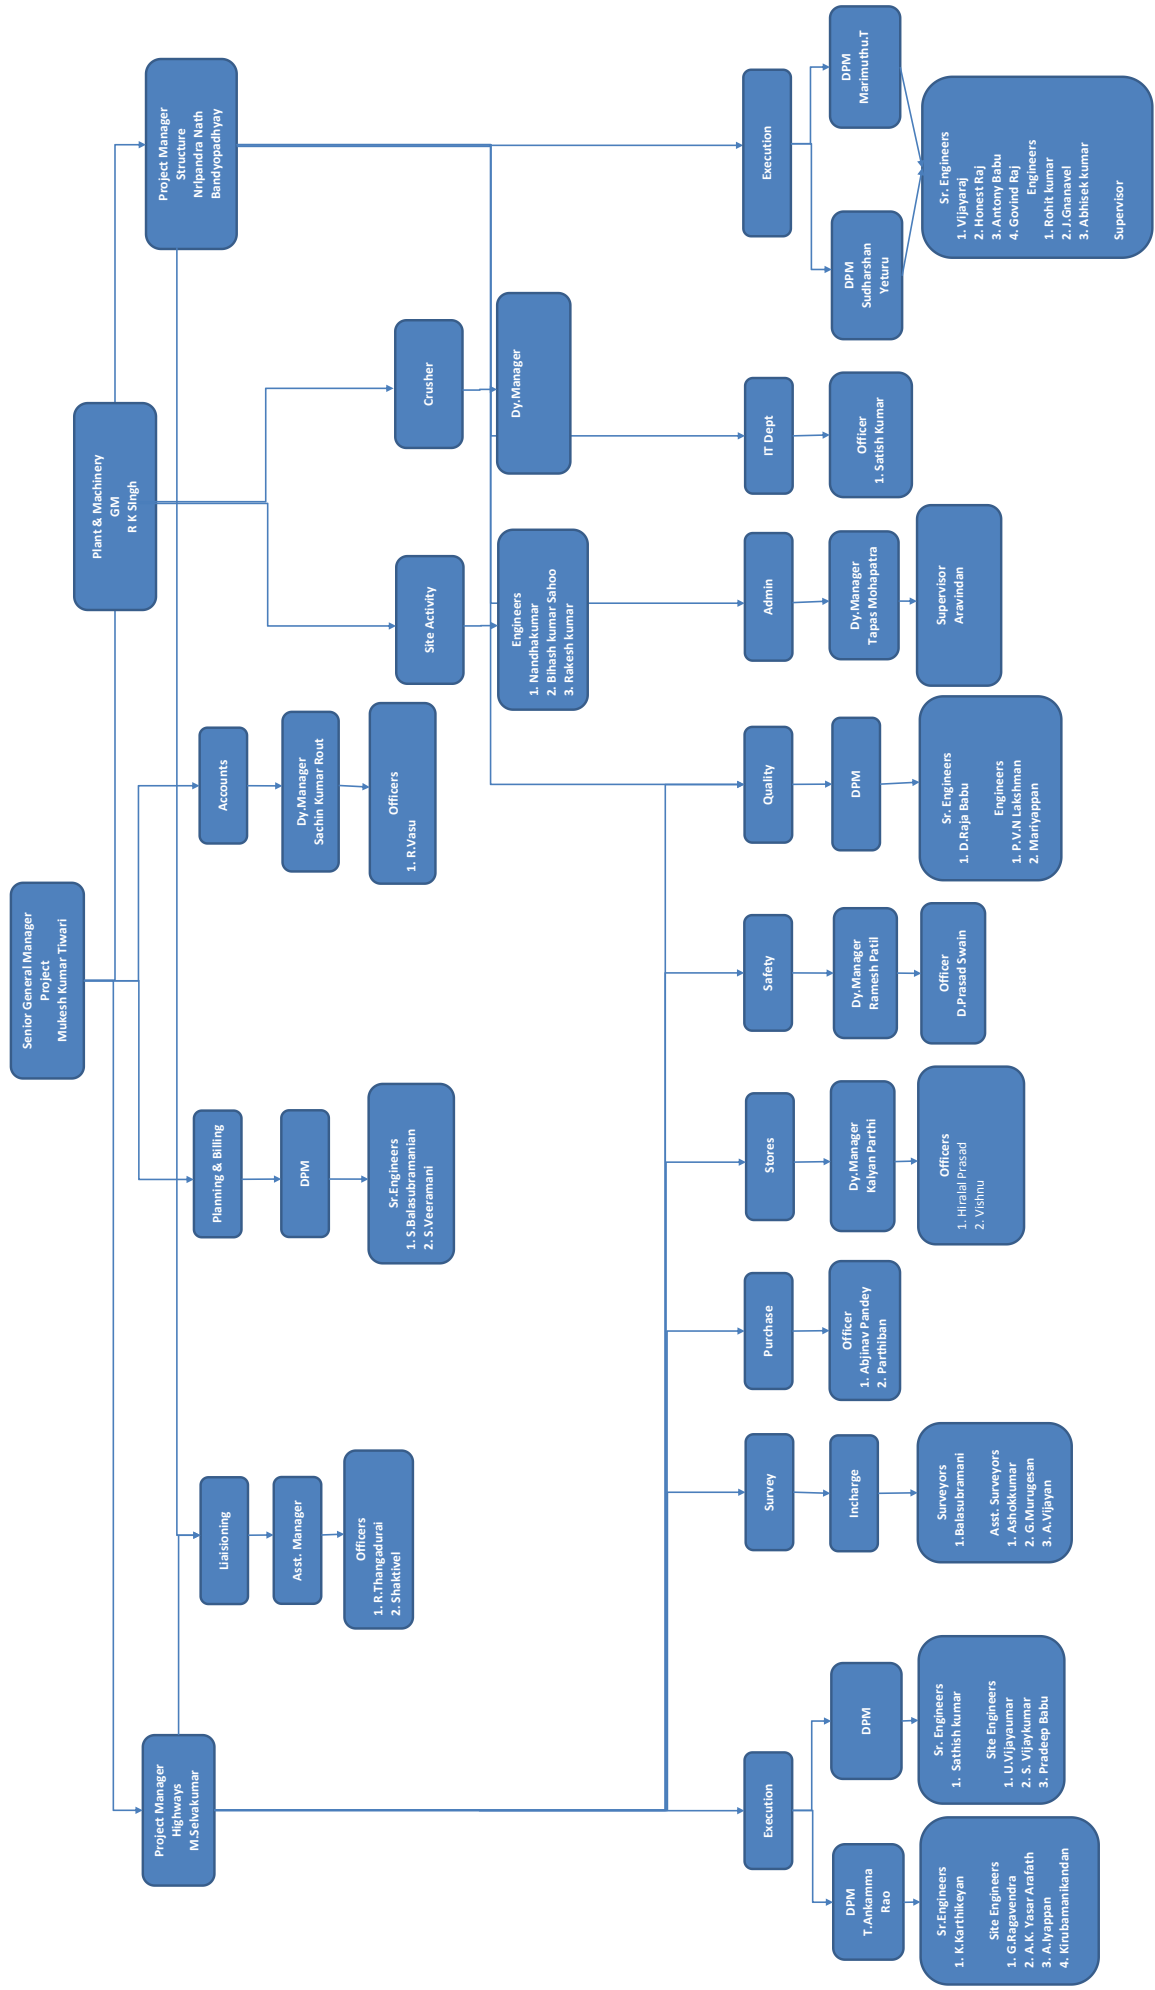 Senior General Manager
Project
Mukesh Kumar Tiwari
Project Manager
Highways
M.Selvakumar
Plant & Machinery
GM
R K SIngh
Project Manager
Structure
NrIpandra Nath
Bandyopadhyay
Liaisioning
Asst. Manager
Officers
1. R.Thangadurai
2. Shaktivel
Planning & Billing
DPM
Sr.Engineers
1. S.Balasubramanian
2. S.Veeramani
Accounts
Dy.Manager
Sachin Kumar Rout
Officers
1. R.Vasu
Site Activity
Engineers
1. Nandhakumar
2. Bihash kumar Sahoo
3. Rakesh kumar
Crusher
Dy.Manager
Execution
DPM
T.Ankamma
Rao
Sr.Engineers
1. K.Karthikeyan
Site Engineers
1. G.Ragavendra
2. A.K. Yasar Arafath
3. A.Iyappan
4. Kirubamanikandan
DPM
Sr. Engineers
1. Sathish kumar
Site Engineers
1. U.Vijayaumar
2. S. Vijaykumar
3. Pradeep Babu
Survey
Incharge
Surveyors
1.Balasubramani
Asst. Surveyors
1. Ashokkumar
2. G.Murugesan
3. A.Vijayan
Purchase
Officer
1. Abjinav Pandey
2. Parthiban
Stores
Dy.Manager
Kalyan Parthi
Officers
1. Hiralal Prasad
2. Vishnu
Safety
Dy.Manager
Ramesh Patil
Officer
D.Prasad Swain
Quality
DPM
Sr. Engineers
1. D.Raja Babu
Engineers
1. P.V.N Lakshman
2. Mariyappan
Admin
Dy.Manager
Tapas Mohapatra
Supervisor
Aravindan
IT Dept
Officer
1. Satish Kumar
Execution
DPM
Sudharshan
Yeturu
DPM
Marimuthu.T
Sr. Engineers
1. Vijayaraj
2. Honest Raj
3. Antony Babu
4. Govind Raj
Engineers
1. Rohit kumar
2. J.Gnanavel
3. Abhisek kumar
Supervisor